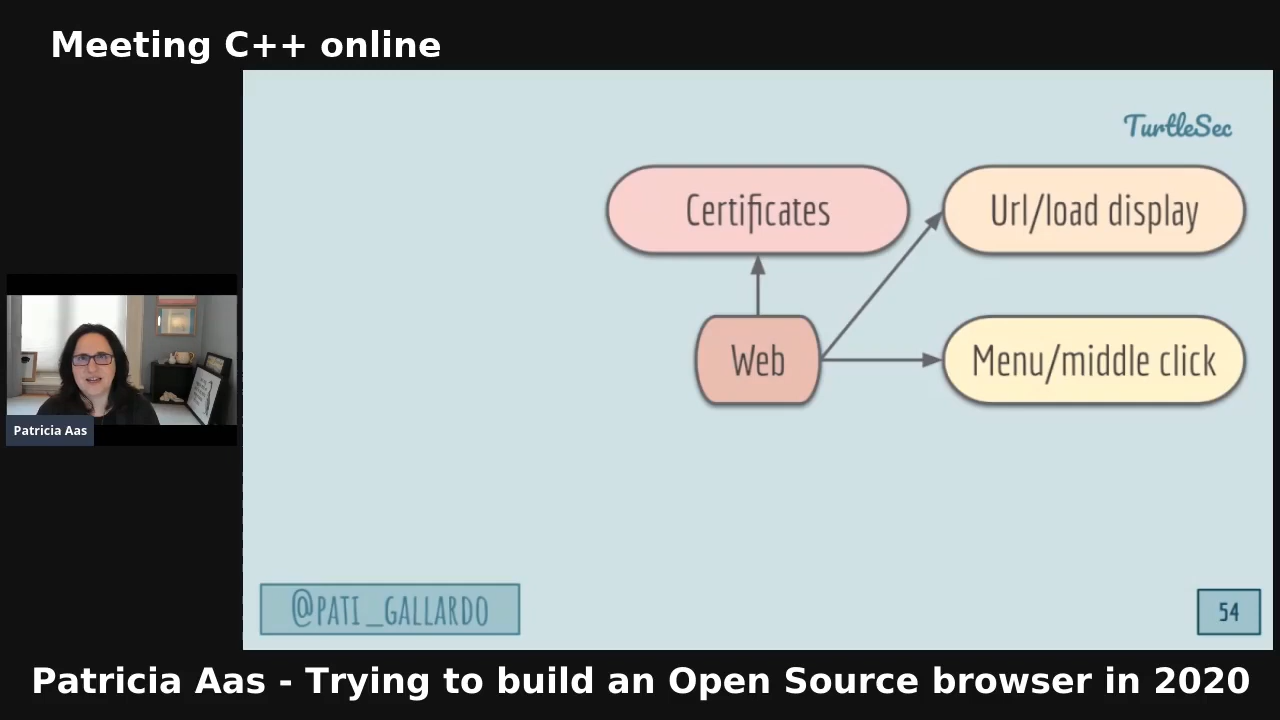 Meeting C++ online
TurtleSec
Certificates
Url/load display
Web
Menu/middle click
Patricia Aas
@PATI_GALLARDO
54
Patricia Aas - Trying to build an Open Source browser in 2020